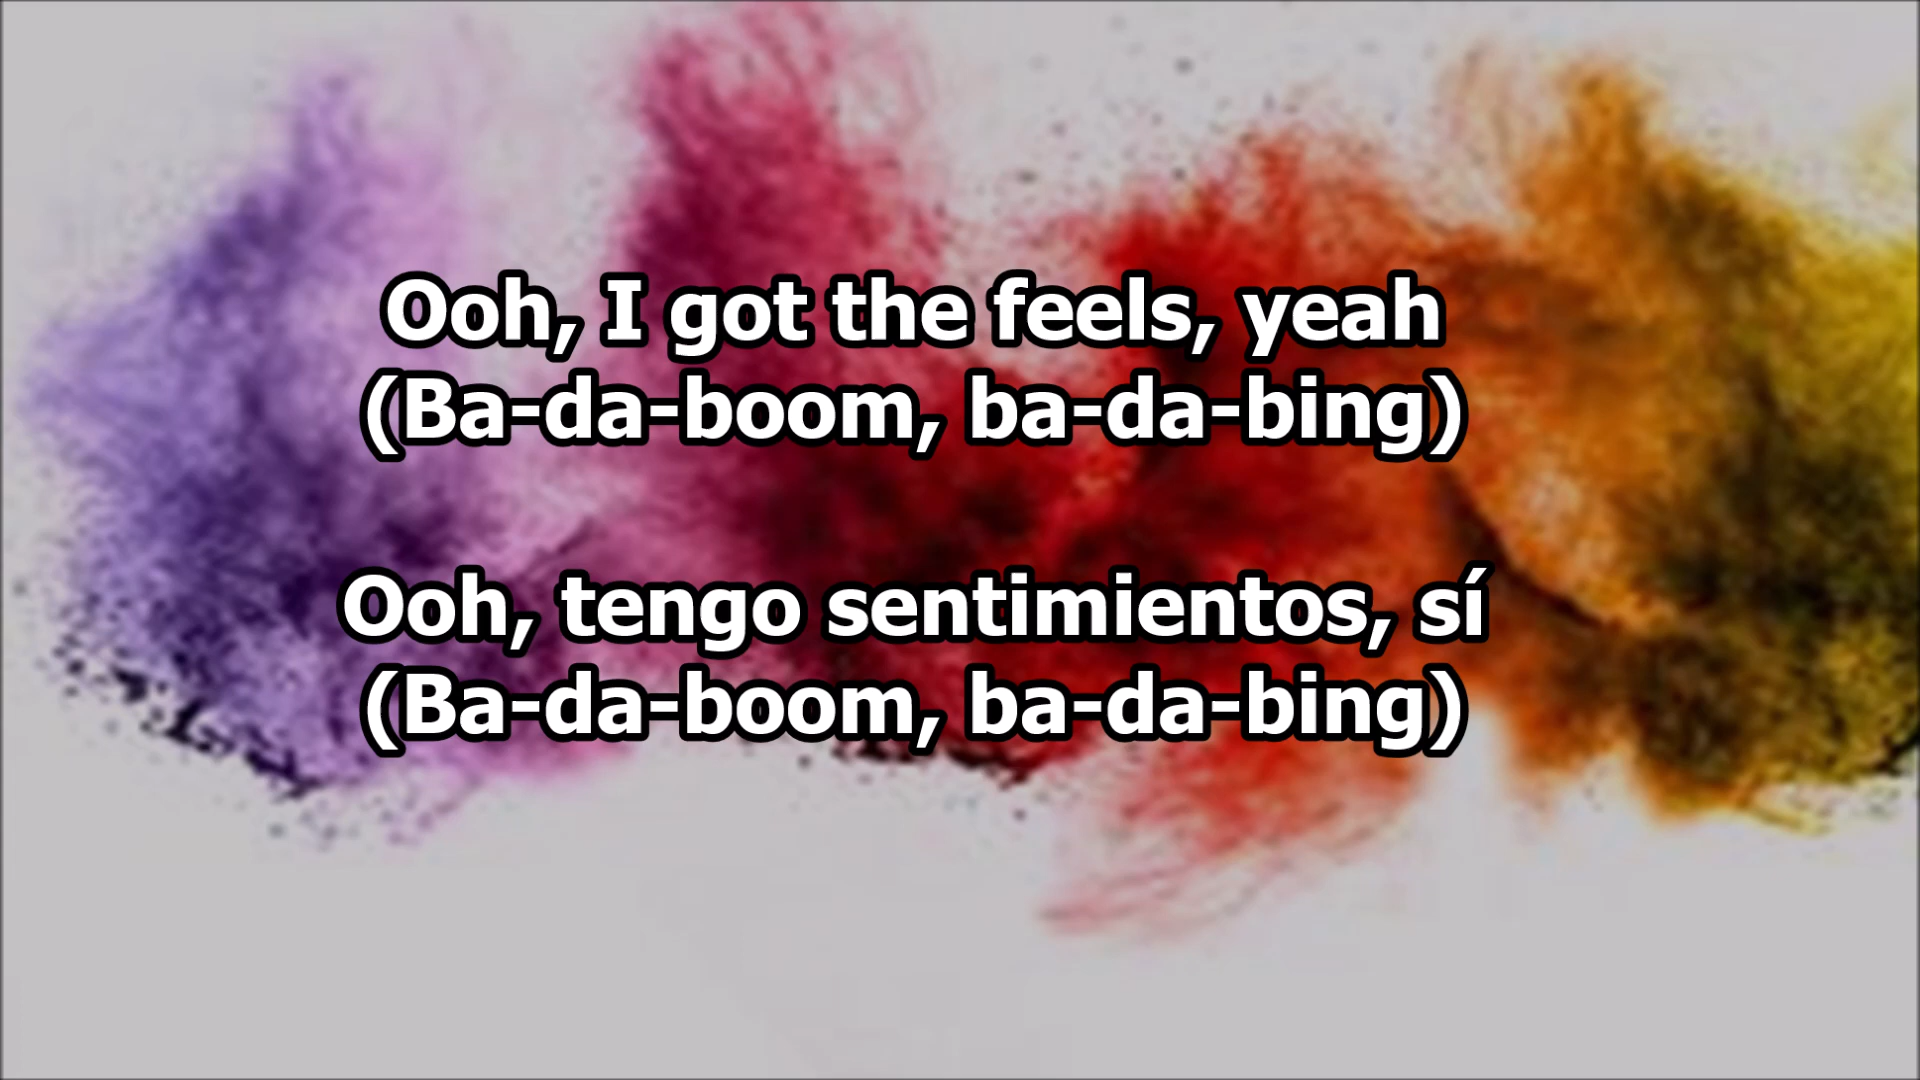 Ooh, I got the feels, yeah
(Ba-da-boom, ba-da-bing)
Ooh, tengo sentimientos, sí
(Ba-da-boom, ba-da-bing)